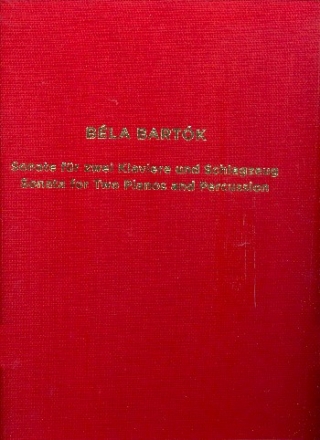 BÉLA BARTÓK
Sonate für zwei Klaviere und Schlagzeug
Sonata for Two Pianos and Percussion